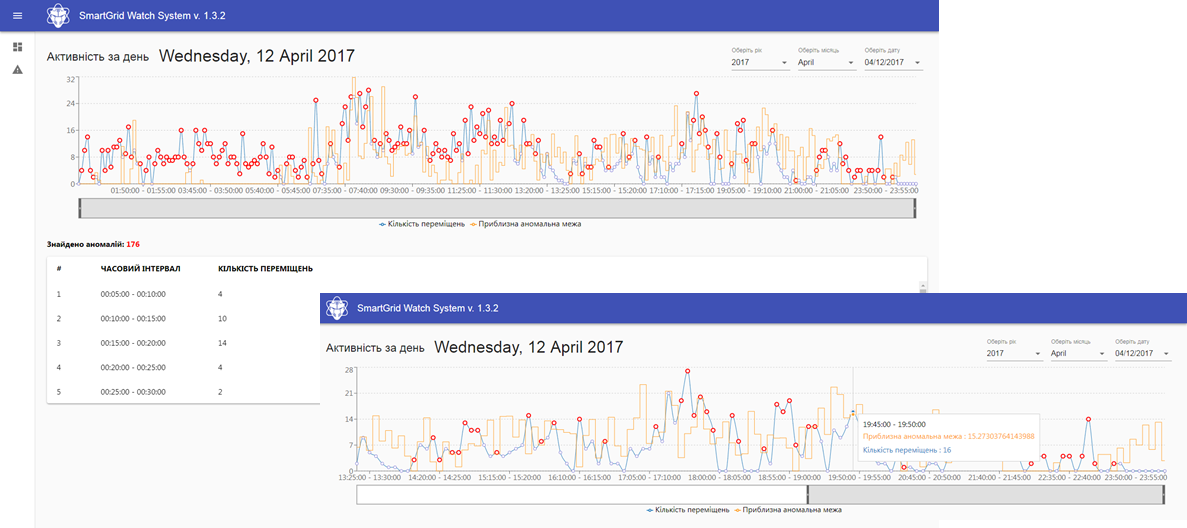 SmartGrid Watch System v. 1.3.2
Активність за день Wednesday, 12 April 2017
Оберіть рік Оберіть місяць Оберіть дату
2017 April 04/12/2017
32
16
8
0
01:50:00 - 01:55:00 03:45:00 - 03:50:00 05:40:00 - 05:45:00 07:35:00 - 07:40:00 09:30:00 - 09:35:00 11:25:00 - 11:30:00 13:20:00 - 13:25:00 15:15:00 - 15:20:00 17:10:00 - 17:15:00 19:05:00 - 19:10:00 21:00:00 - 21:05:00 23:50:00 - 23:55:00
Кількість переміщень Приблизна аномальна межа
Знайдено аномалій: 176
# ЧАСОВИЙ ІНТЕРВАЛ КІЛЬКІСТЬ ПЕРЕМІЩЕНЬ
1 00:05:00 - 00:10:00 4
2 00:10:00 - 00:15:00 10
3 00:15:00 - 00:20:00 14
4 00:20:00 - 00:25:00 4
5 00:25:00 - 00:30:00 2
SmartGrid Watch System v. 1.3.2
Активність за день Wednesday, 12 April 2017
Оберіть рік Оберіть місяць Оберіть дату
2017 April 04/12/2017
28
21
14
7
0
19:45:00 - 19:50:00
Приблизна аномальна межа : 15.27303764143988
Кількість переміщень : 16
13:25:00 - 13:30:00 14:20:00 - 14:25:00 15:15:00 - 15:20:00 16:10:00 - 16:15:00 17:05:00 - 17:10:00 18:00:00 - 18:05:00 18:55:00 - 19:00:00 19:50:00 - 19:55:00 20:45:00 - 20:50:00 21:40:00 - 21:45:00 22:35:00 - 22:40:00 23:50:00 - 23:55:00
Кількість переміщень Приблизна аномальна межа